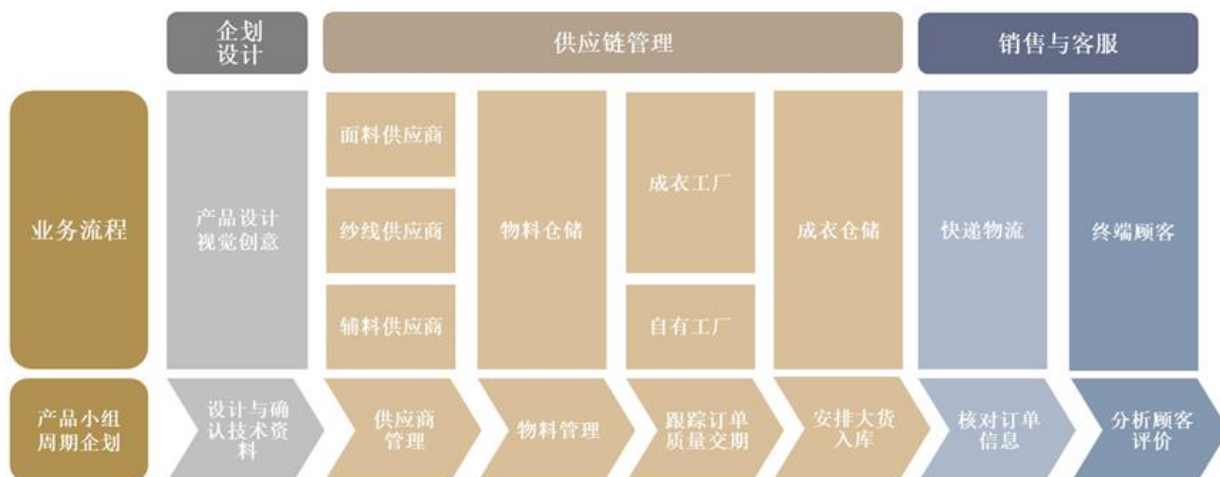 企划
设计
供应链管理
销售与客服
业务流程
产品设计
视觉创意
面料供应商
纱线供应商
辅料供应商
物料仓储
成衣工厂
自有工厂
成衣仓储
快递物流
终端顾客
产品小组
周期企划
设计与确
认技术资
料
供应商
管理
物料管理
跟踪订单
质量交期
安排大货
入库
核对订单
信息
分析顾客
评价